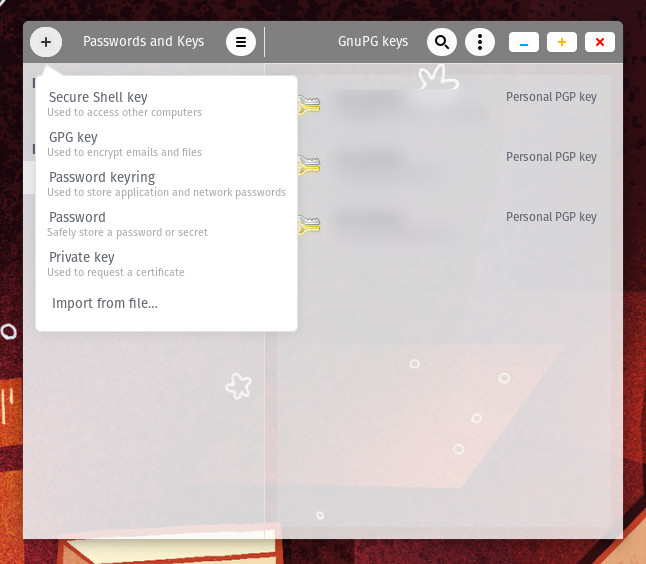 Passwords and Keys
GnuPG keys
Secure Shell key
Used to access other computers
GPG key
Used to encrypt emails and files
Password keyring
Used to store application and network passwords
Password
Safely store a password or secret
Private key
Used to request a certificate
Import from file...
Personal PGP key
Personal PGP key
Personal PGP key